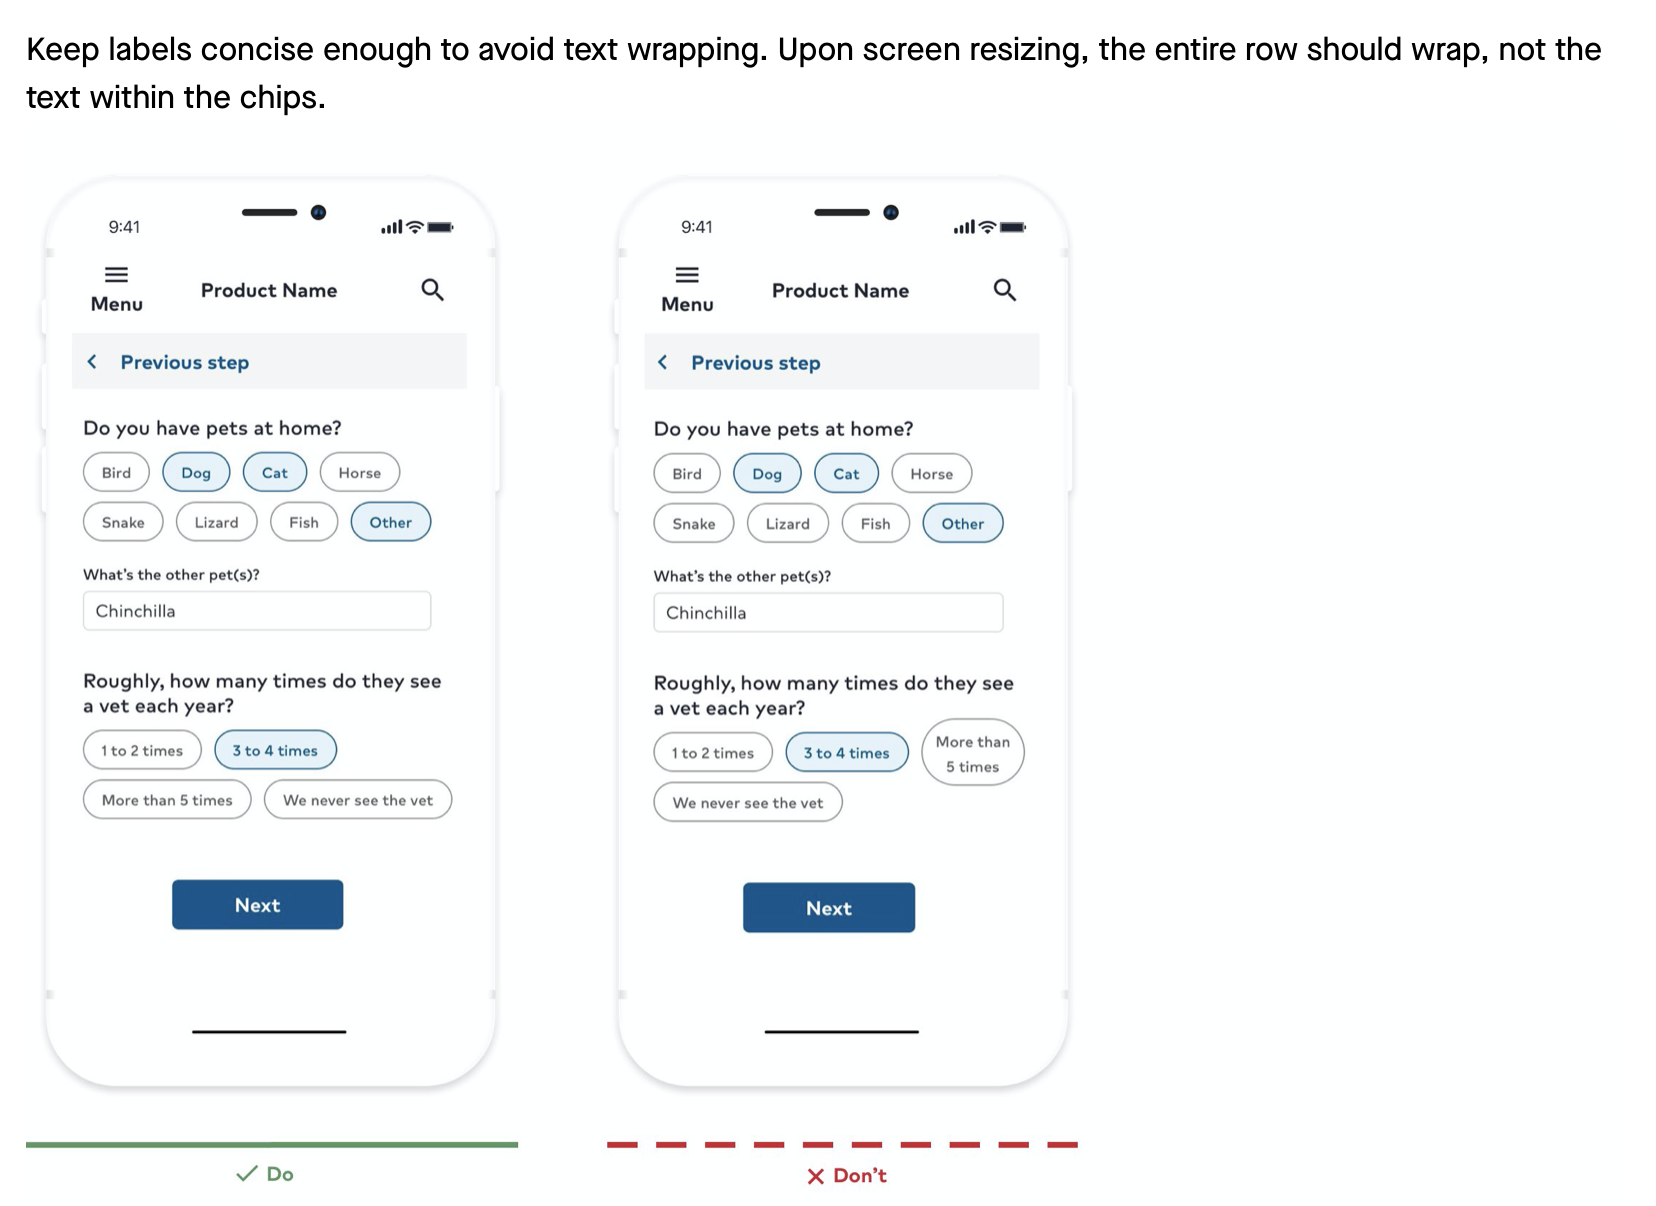 Keep labels concise enough to avoid text wrapping. Upon screen resizing, the entire row should wrap, not the
text within the chips.
9:41
Menu
Product Name
Previous step
Do you have pets at home?
Bird Dog Cat Horse
Snake Lizard Fish Other
What's the other pet(s)?
Chinchilla
Roughly, how many times do they see
a vet each year?
1 to 2 times 3 to 4 times
More than 5 times We never see the vet
Next
Do
9:41
Menu
Product Name
Previous step
Do you have pets at home?
Bird Dog Cat Horse
Snake Lizard Fish Other
What's the other pet(s)?
Chinchilla
Roughly, how many times do they see
a vet each year?
1 to 2 times 3 to 4 times More than
5 times
We never see the vet
Next
Don't